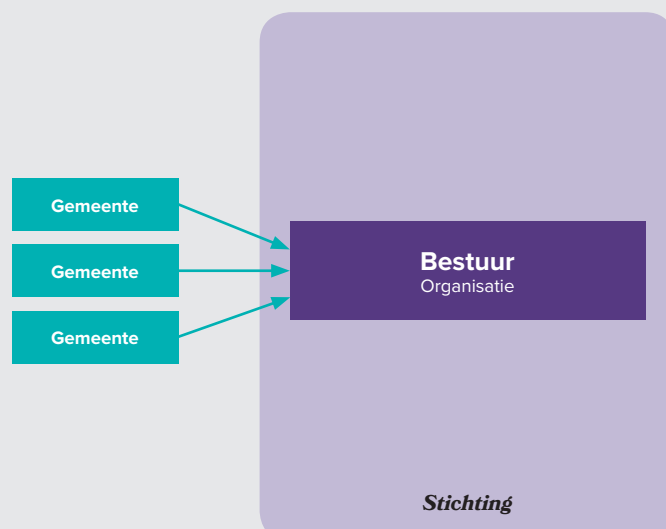 Gemeente
Gemeente
Gemeente
Bestuur
Organisatie
Stichting